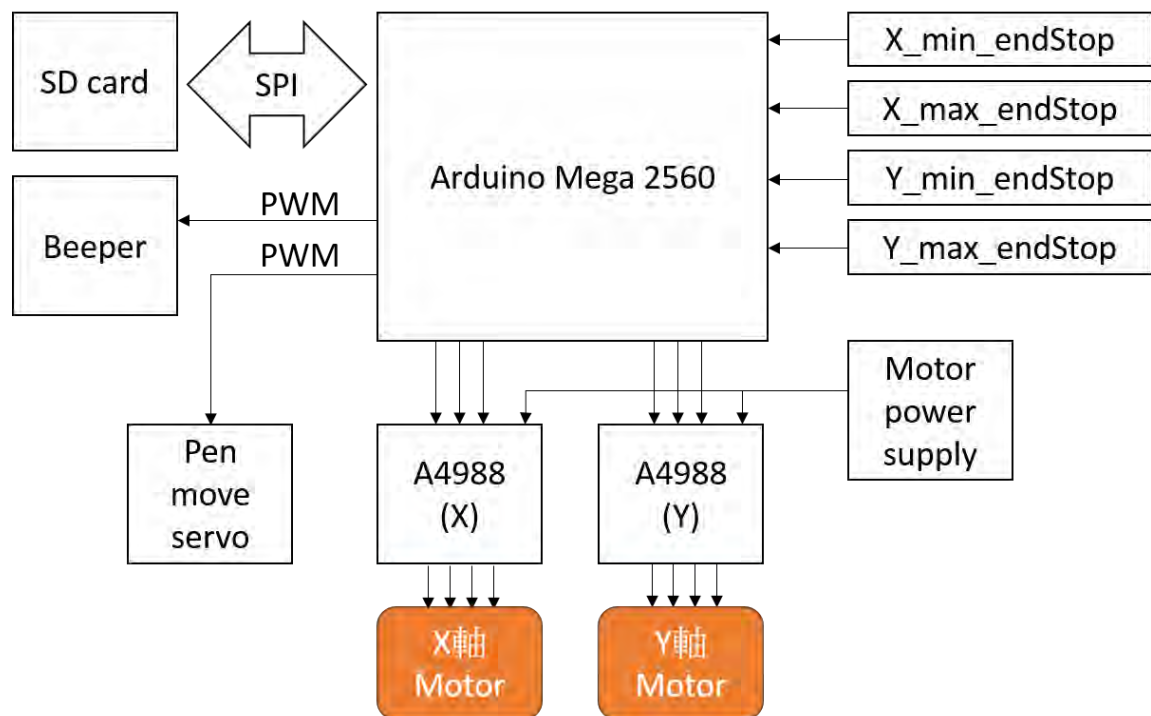 SD card
SPI
Arduino Mega 2560
X_min_endStop
X_max_endStop
Y_min_endStop
Y_max_endStop
Beeper
PWM
PWM
Motor
power
supply
Pen
move
servo
A4988
(X)
A4988
(Y)
X軸
Motor
Y軸
Motor